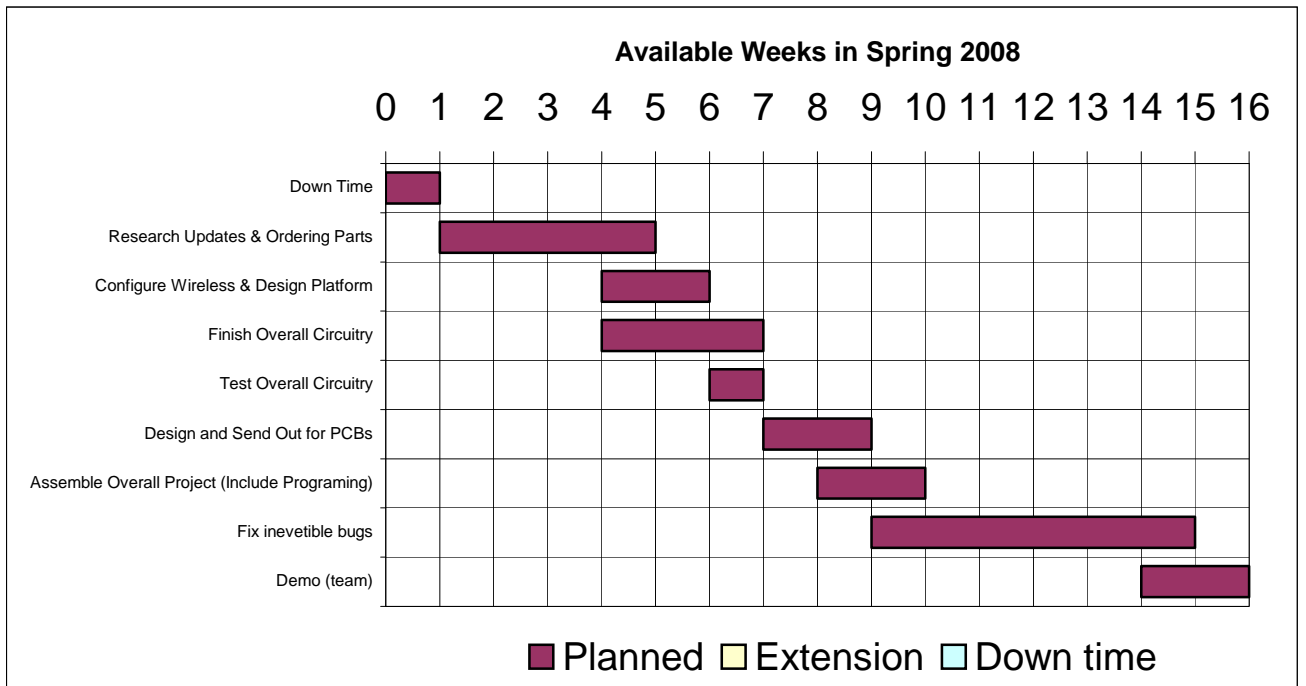 Available Weeks in Spring 2008
0 1 2 3 4 5 6 7 8 9 10 11 12 13 14 15 16
Down Time
Research Updates & Ordering Parts
Configure Wireless & Design Platform
Finish Overall Circuitry
Test Overall Circuitry
Design and Send Out for PCBs
Assemble Overall Project (Include Programing)
Fix inevetible bugs
Demo (team)
Planned Extension Down time